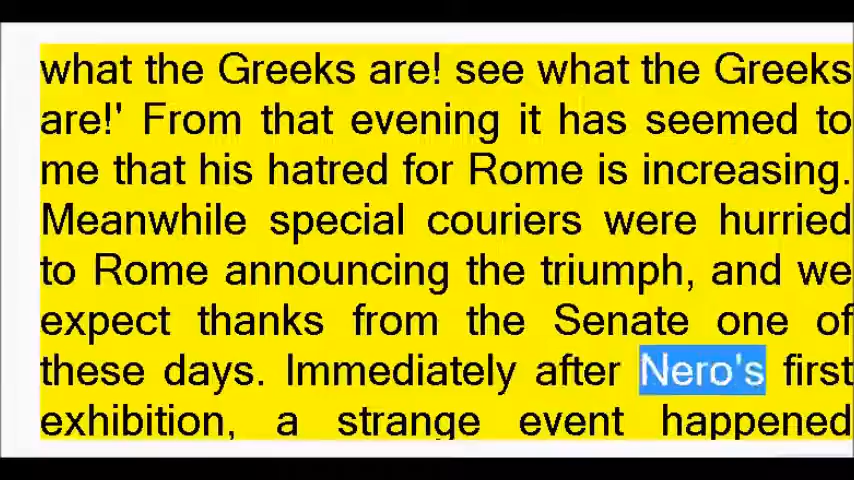 what the Greeks are! see what the Greeks
are!' From that evening it has seemed to
me that his hatred for Rome is increasing.
Meanwhile special couriers were hurried
to Rome announcing the triumph, and we
expect thanks from the Senate one of
these days. Immediately after Nero's first
exhibition, a strange event happened